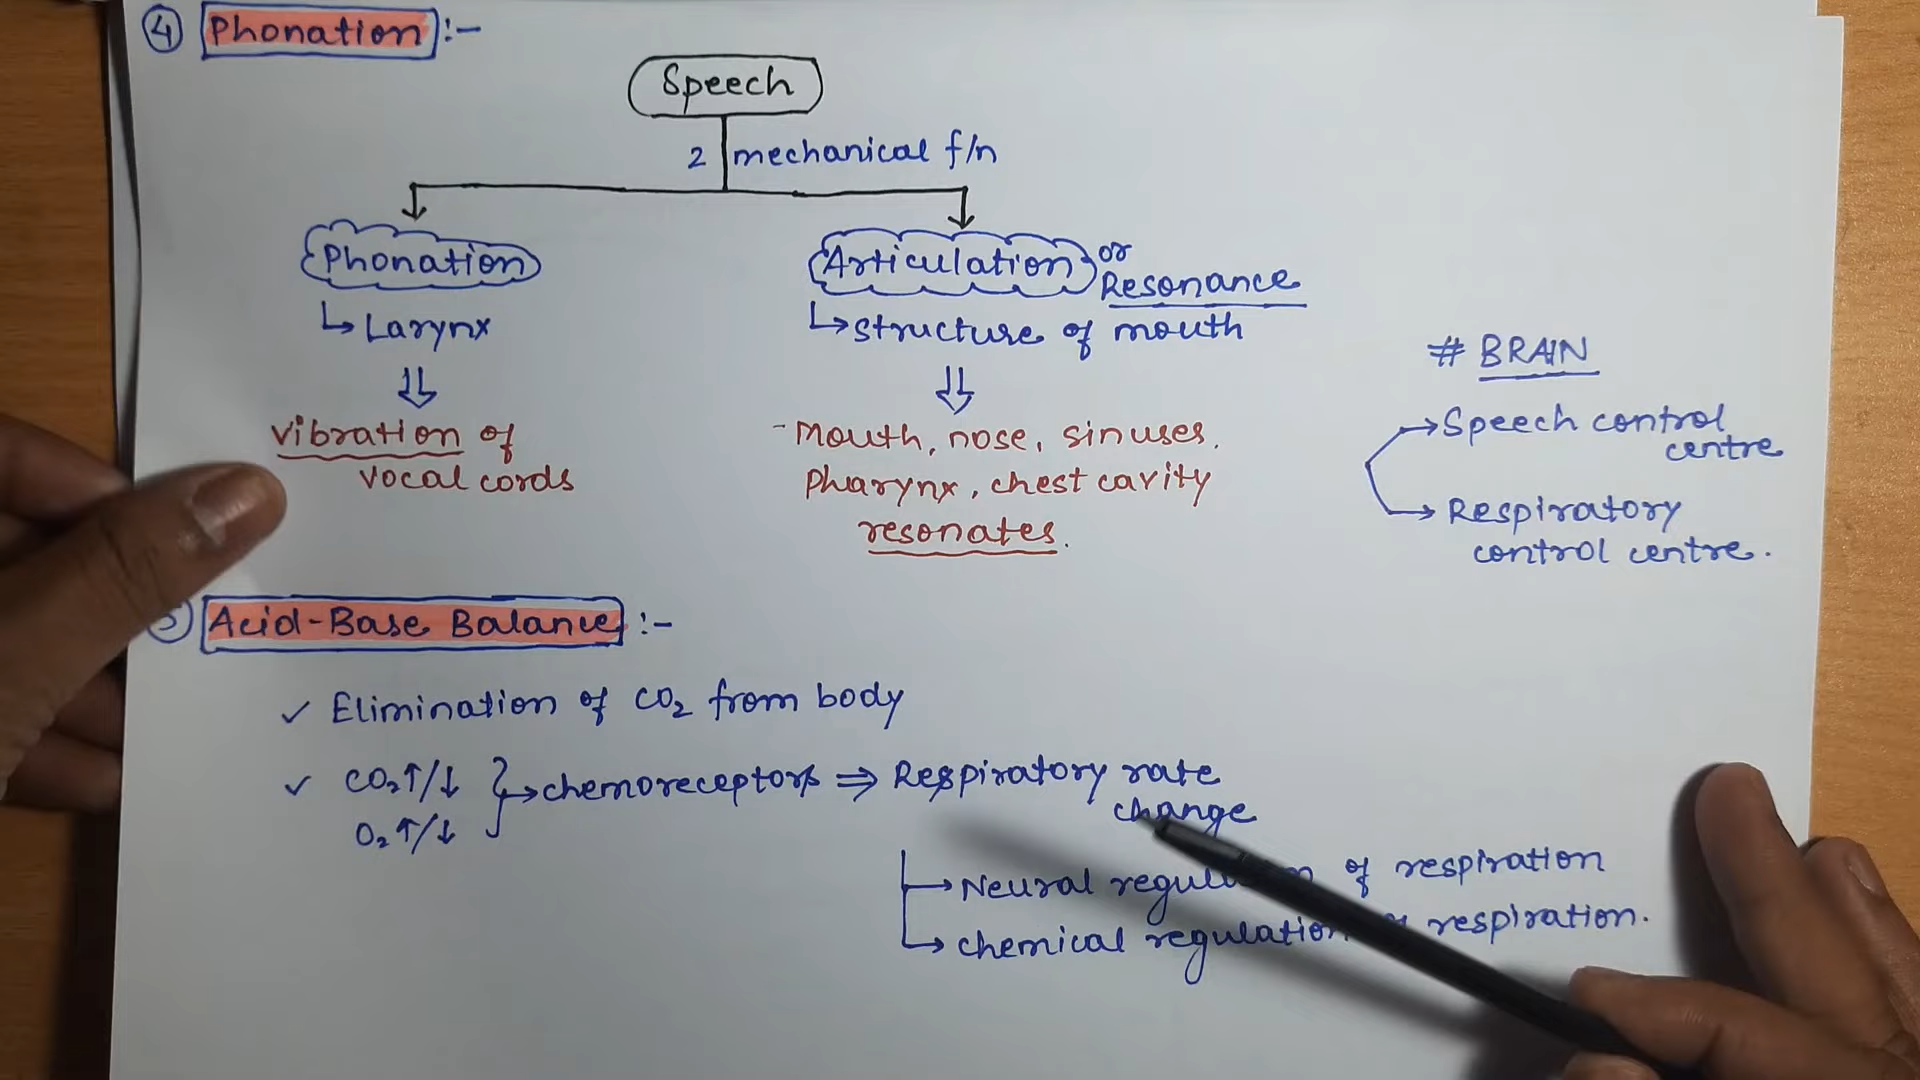 4 Phonation :-
Speech
2 mechanical f/n
Phonation
Articulation or
Resonance
↳ Larynx
↳ structure of mouth
⇓
⇓
# BRAIN
vibration of
vocal cords
- Mouth, nose, sinuses.
Pharynx, chest cavity
resonates.
→ Speech control
centre
→ Respiratory
control centre.
Acid-Base Balance :-
✓ Elimination of CO₂ from body
✓ CO₂↑/↓
O₂↑/↓
} → chemoreceptors ⇒ Respiratory rate
change
→ Neural of respiration
→ chemical regulation respiration.